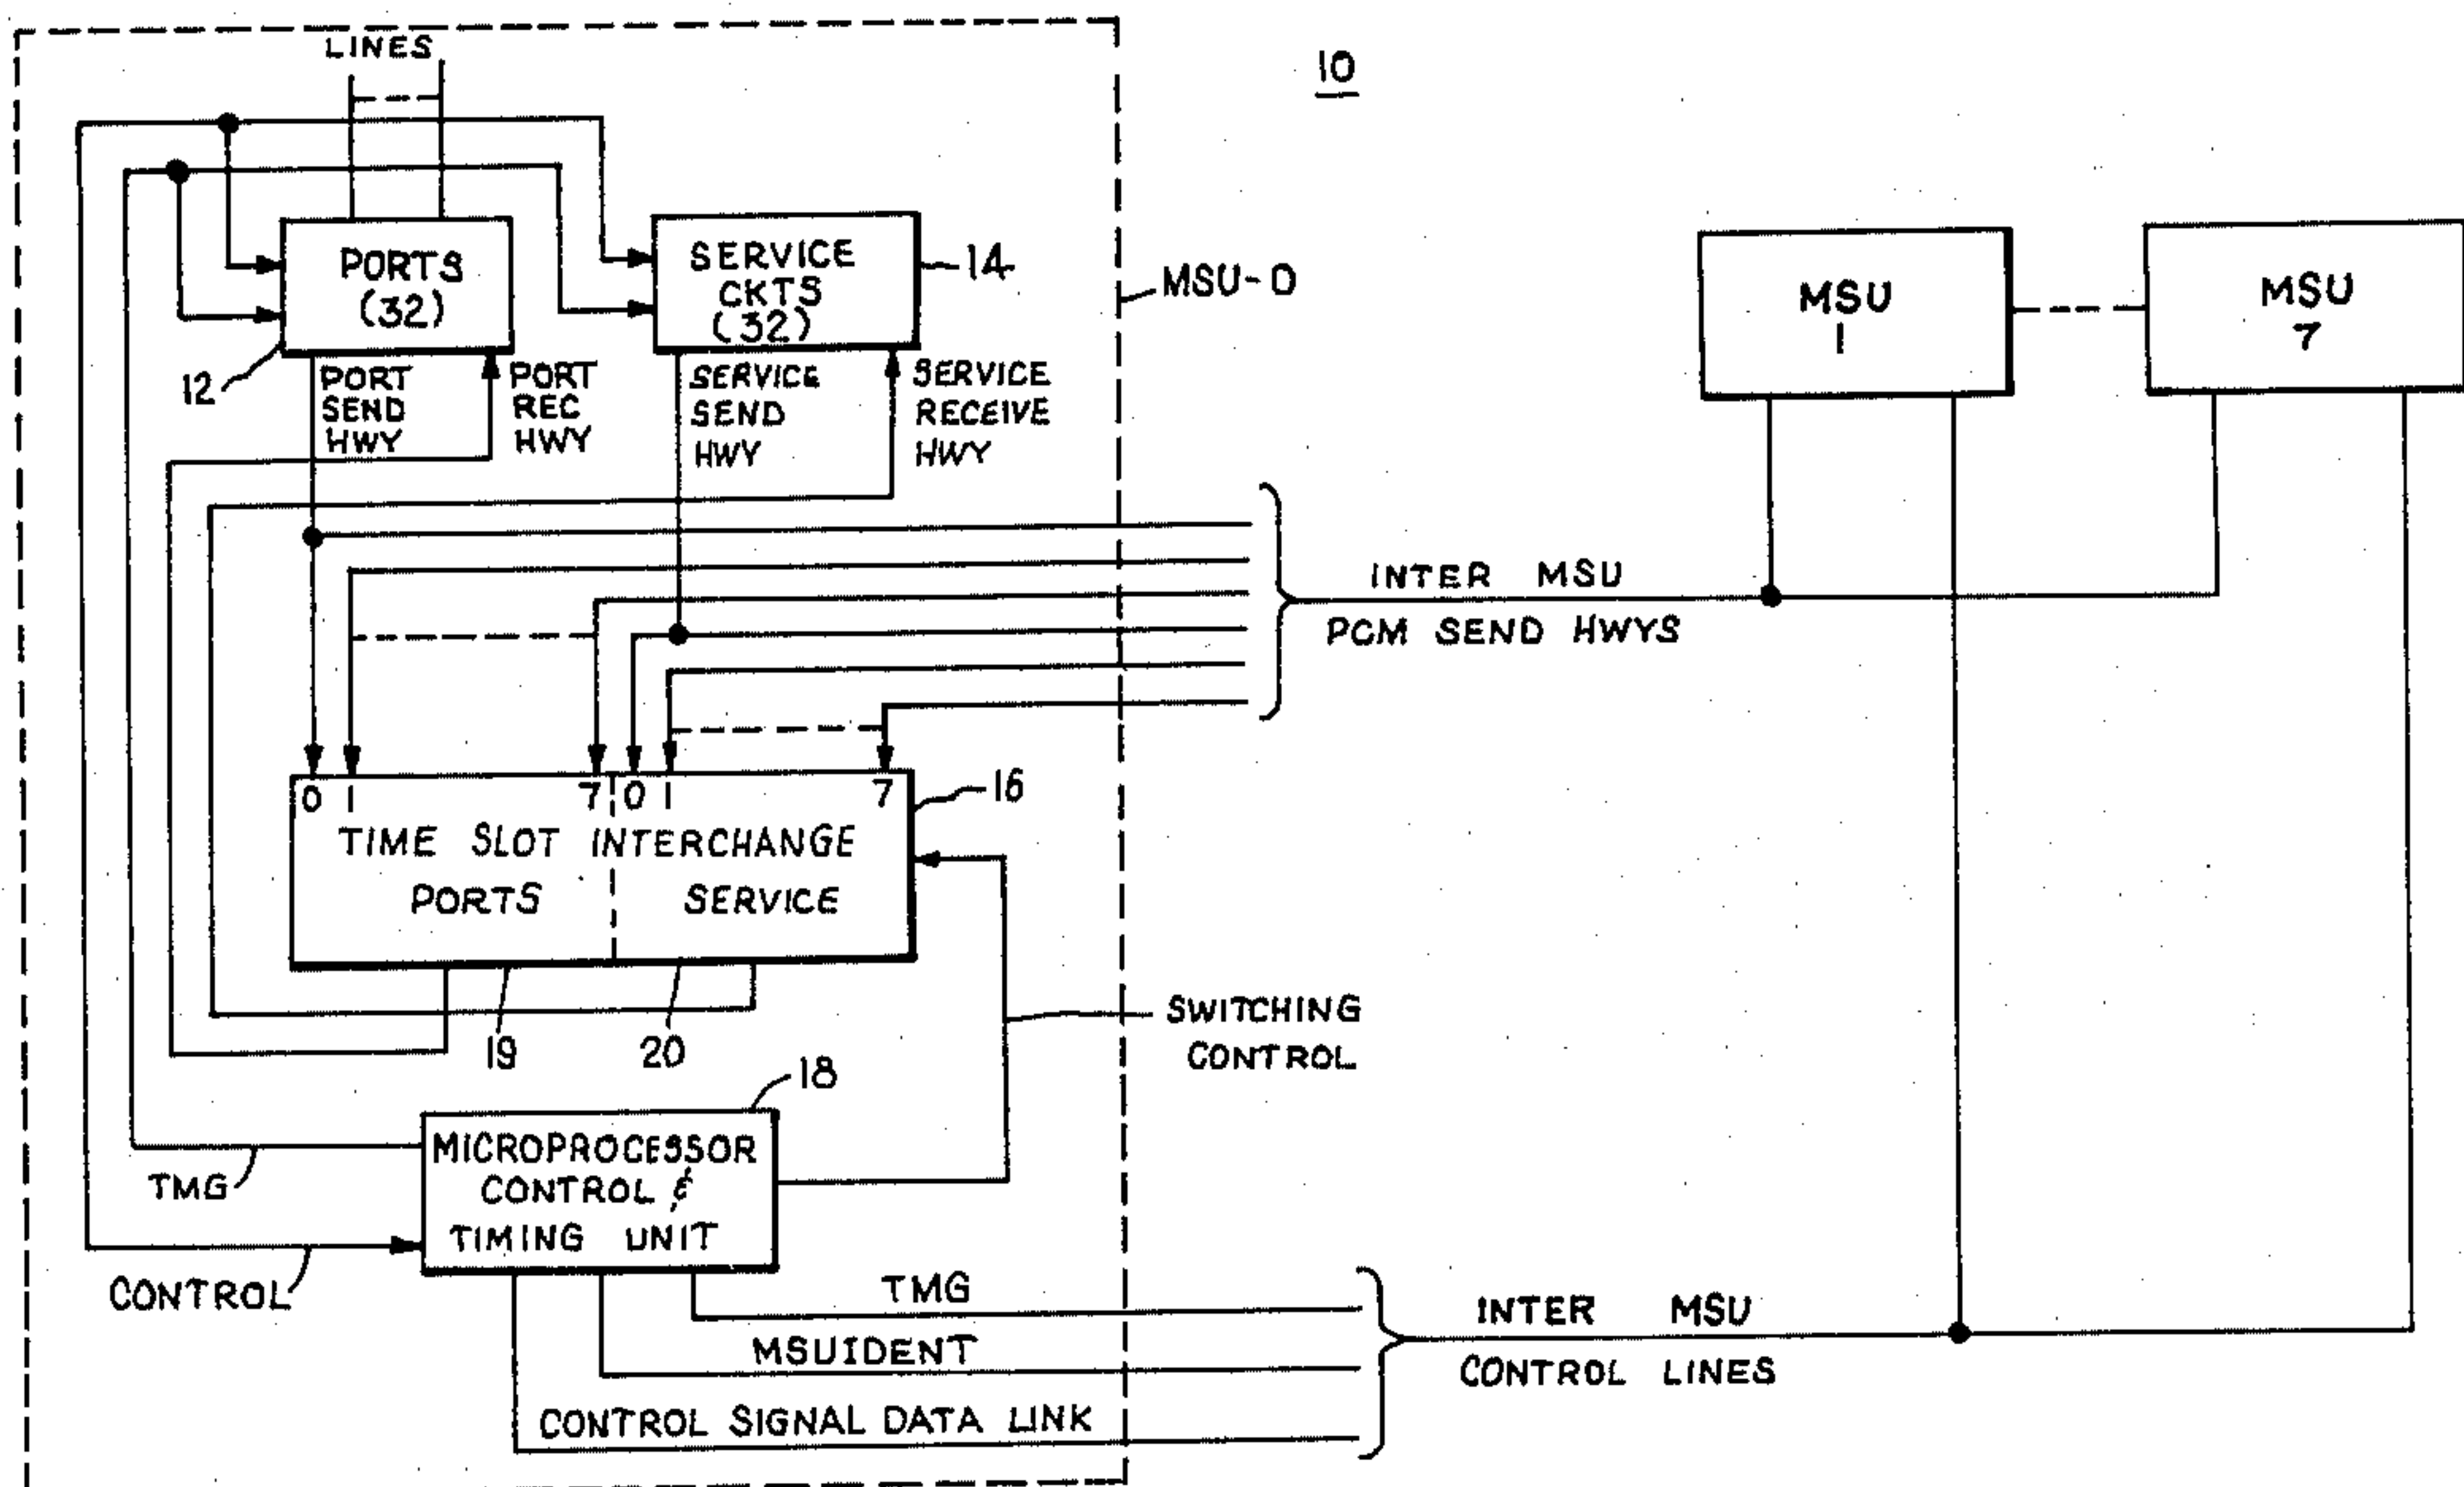 LINES
10
PORTS
(32)
SERVICE
CKTS
(32)
14
MSU-0
MSU
1
MSU
7
12
PORT
SEND
HWY
PORT
REC
HWY
SERVICE
SEND
HWY
SERVICE
RECEIVE
HWY
INTER MSU
PCM SEND HWYS
0 1 7 0 1 7
16
TIME SLOT INTERCHANGE
PORTS SERVICE
19 20
SWITCHING
CONTROL
18
MICROPROCESSOR
CONTROL &
TIMING UNIT
TMG
CONTROL
TMG
MSUIDENT
CONTROL SIGNAL DATA LINK
INTER MSU
CONTROL LINES